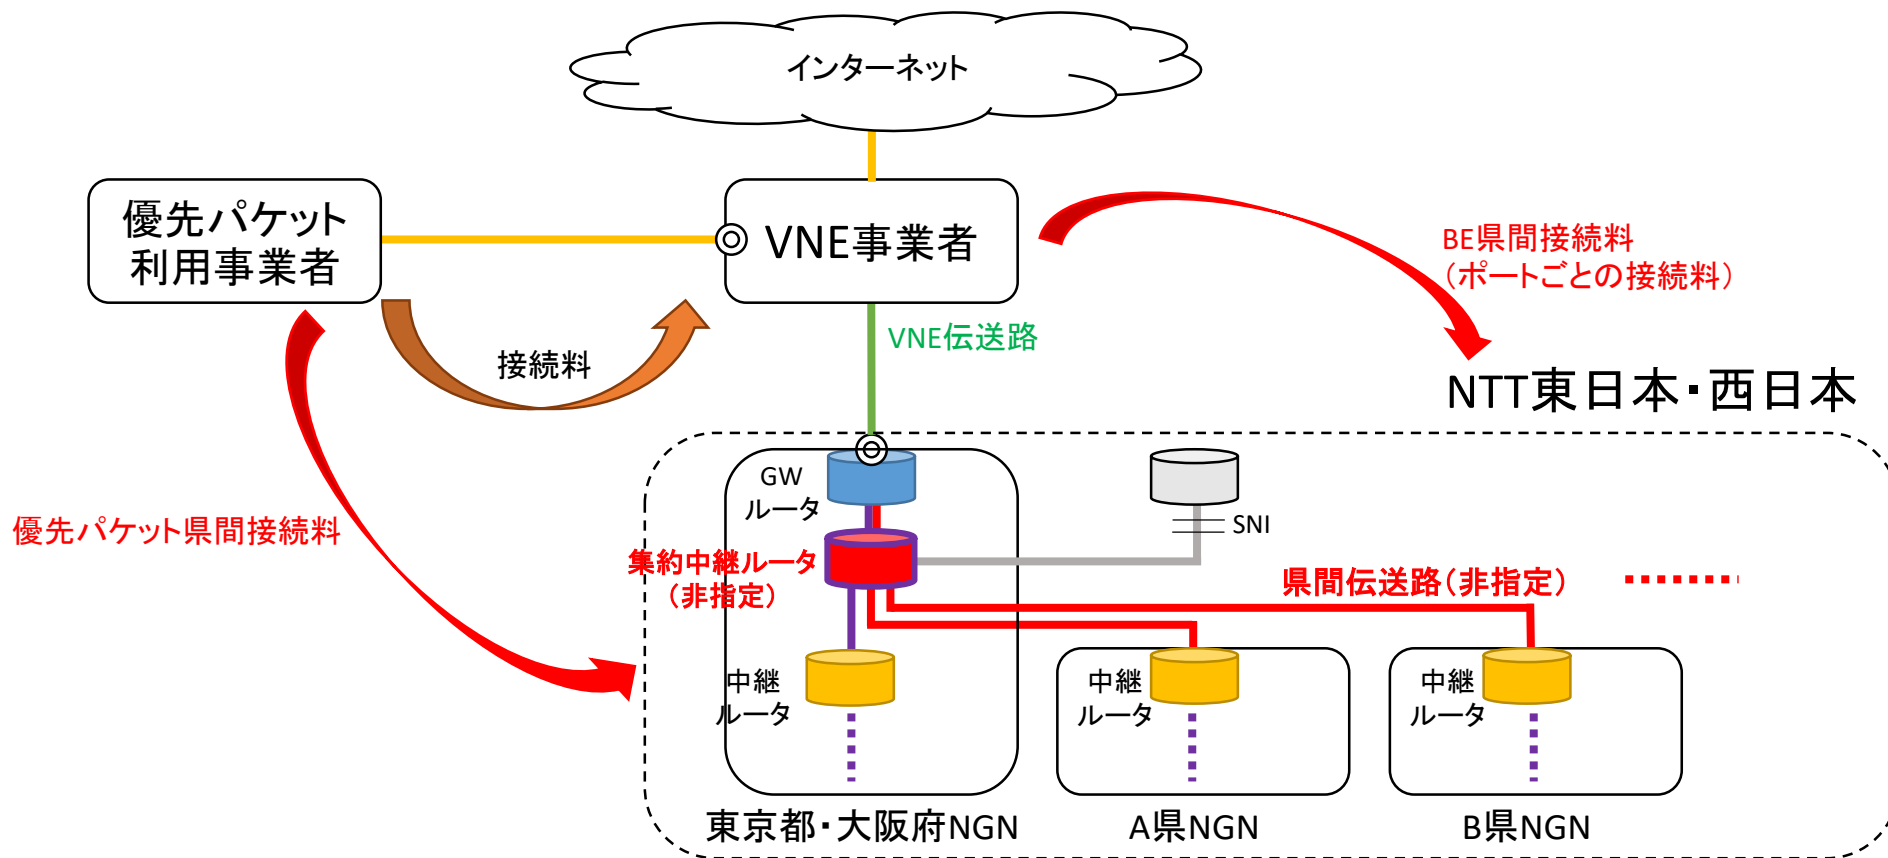 インターネット
優先パケット
利用事業者
VNE事業者
BE県間接続料
（ポートごとの接続料）
VNE伝送路
接続料
NTT東日本・西日本
GW
ルータ
SNI
優先パケット県間接続料
集約中継ルータ
（非指定）
県間伝送路（非指定）
中継
ルータ
中継
ルータ
中継
ルータ
東京都・大阪府NGN
A県NGN
B県NGN